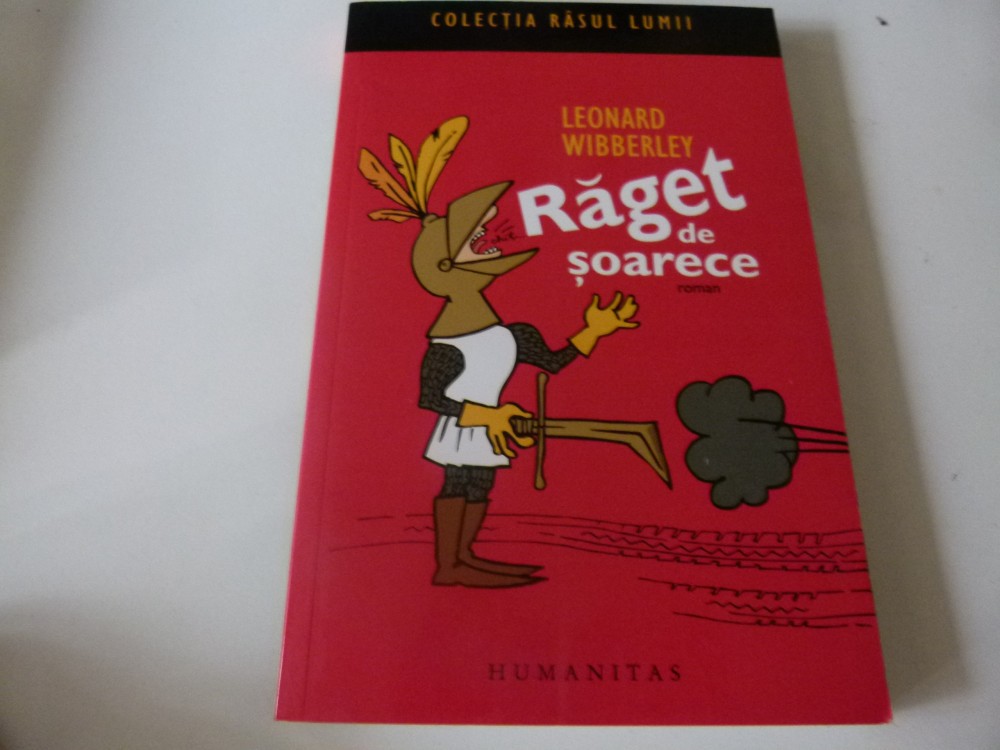 COLECȚIA RÂSUL LUMII
LEONARD
WIBBERLEY
Răget
de
șoarece
roman
HUMANITAS